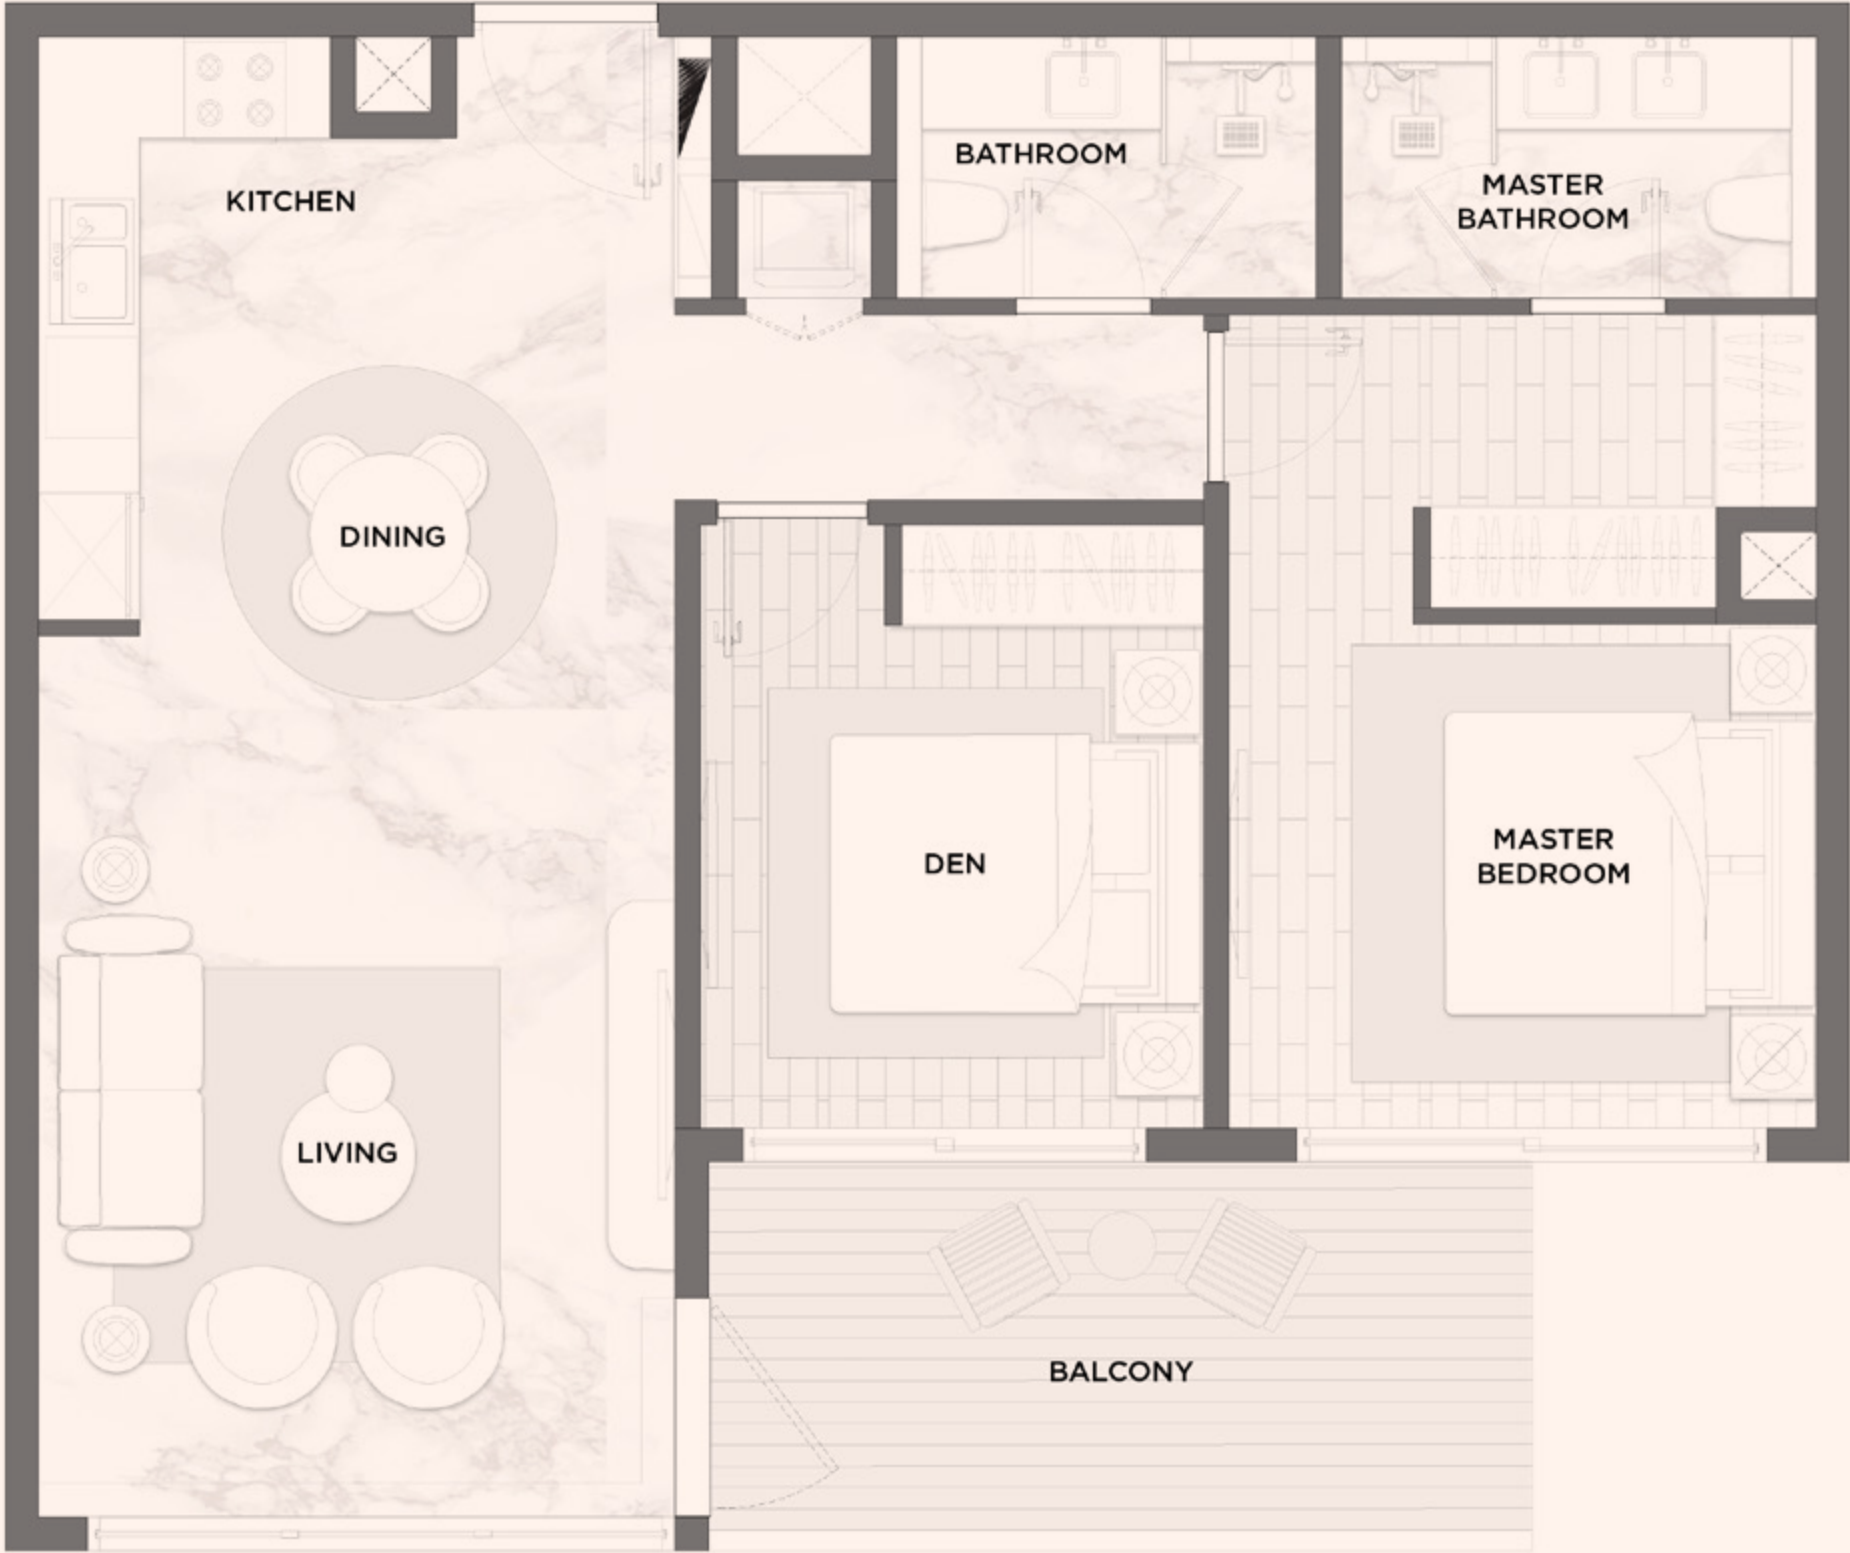 BATHROOM
MASTER
BATHROOM
KITCHEN
DINING
DEN
MASTER
BEDROOM
LIVING
BALCONY